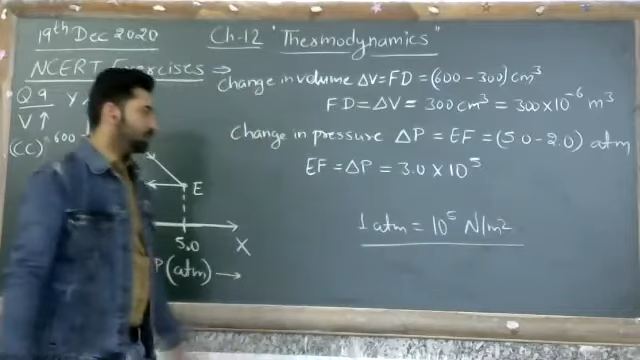 19th Dec 2020
Ch-12 "Thermodynamics"
NCERT Exercises ⇒
change in volume ΔV = FD = (600 - 300) cm³
FD = ΔV = 300 cm³ = 300 × 10⁻⁶ m³
change in pressure ΔP = EF = (5.0 - 2.0) atm
EF = ΔP = 3.0 × 10⁵
1 atm = 10⁵ N/m²
Q9 Y
V ↑
(CC) 600
E
5.0 X
P (atm) →